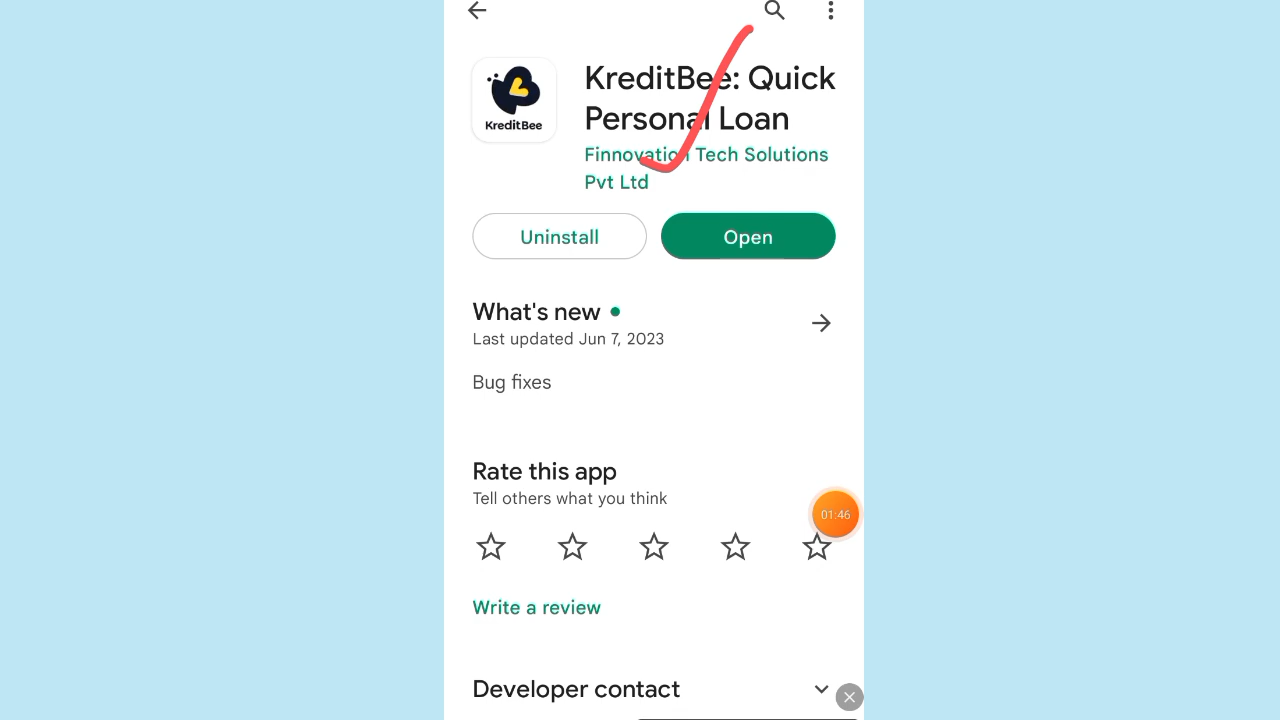 KreditBee: Quick
Personal Loan
KreditBee
Finnovation Tech Solutions
Pvt Ltd
Uninstall
Open
What's new
Last updated Jun 7, 2023
Bug fixes
Rate this app
Tell others what you think
01:46
Write a review
Developer contact